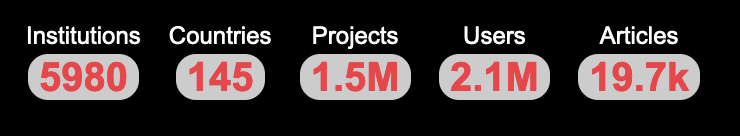 Institutions Countries Projects Users Articles
5980 145 1.5M 2.1M 19.7k